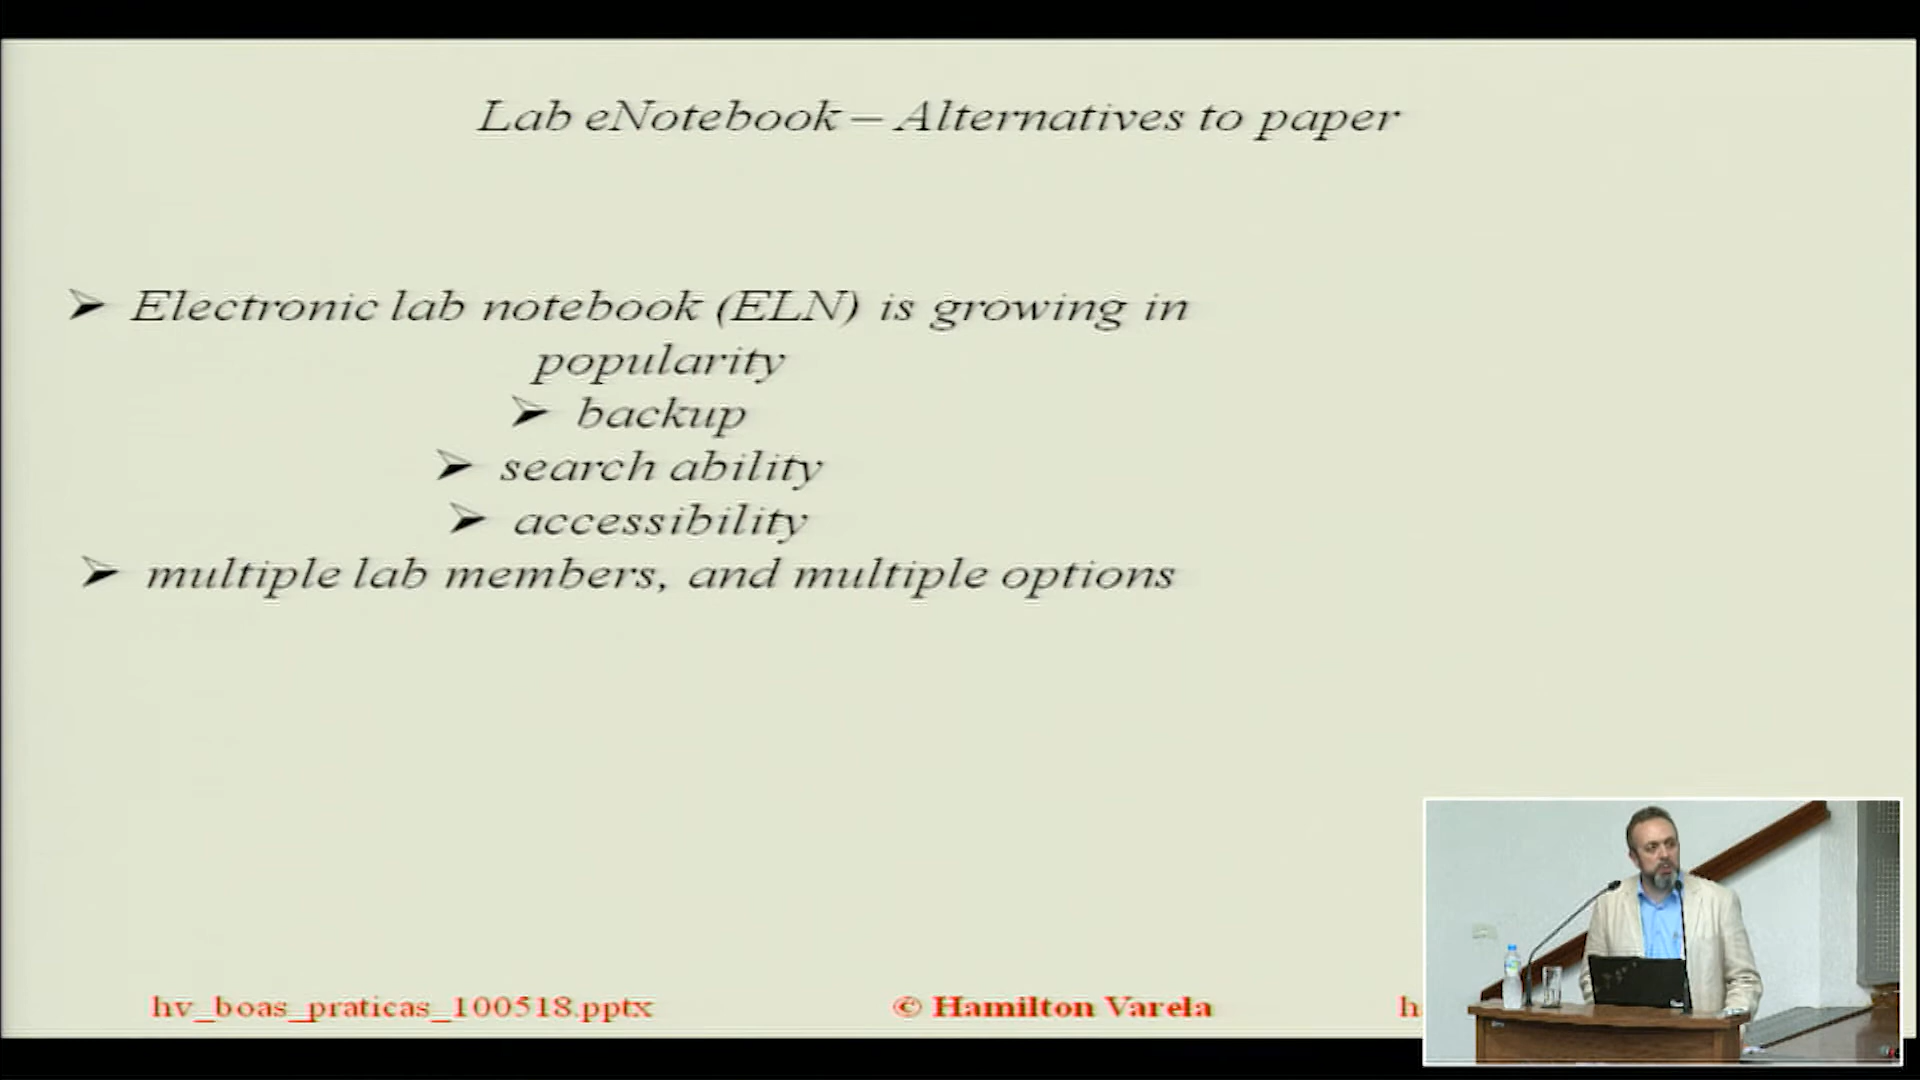 Lab eNotebook – Alternatives to paper
➢ Electronic lab notebook (ELN) is growing in
popularity
➢ backup
➢ search ability
➢ accessibility
➢ multiple lab members, and multiple options
hv_boas_praticas_100518.pptx
© Hamilton Varela